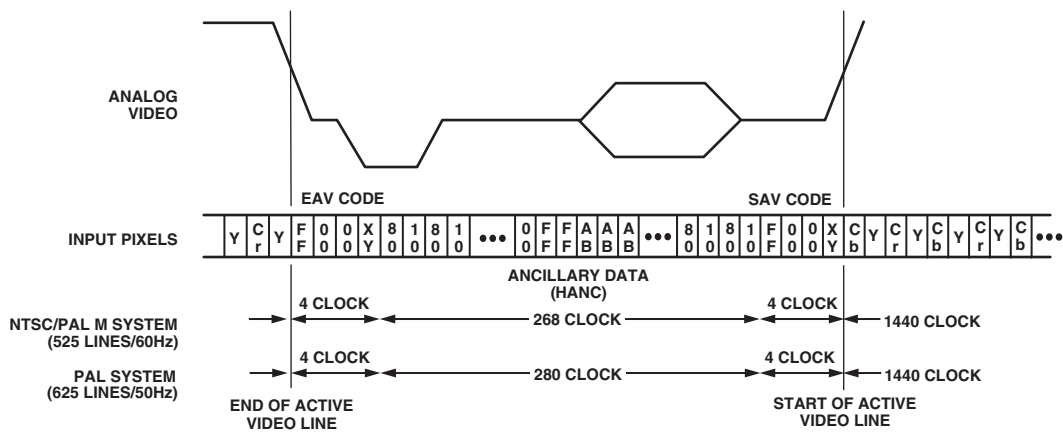 ANALOG
VIDEO
EAV CODE
SAV CODE
INPUT PIXELS
Y Cr Y FF 00 00 XY 80 10 80 10 ••• 00 FF FF AB AB AB ••• 80 10 80 10 FF 00 00 XY Cb Y Cr Y Cb Y Cr Y Cb •••
ANCILLARY DATA
(HANC)
NTSC/PAL M SYSTEM
(525 LINES/60Hz)
4 CLOCK
268 CLOCK
4 CLOCK
1440 CLOCK
PAL SYSTEM
(625 LINES/50Hz)
4 CLOCK
280 CLOCK
4 CLOCK
1440 CLOCK
END OF ACTIVE
VIDEO LINE
START OF ACTIVE
VIDEO LINE